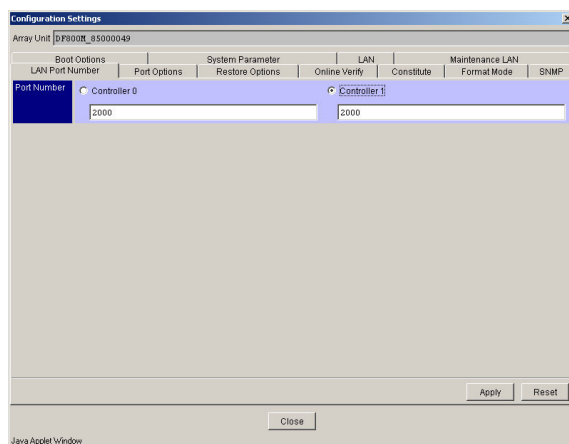 Configuration Settings
Array Unit DF800M_85000049
Boot Options System Parameter LAN Maintenance LAN
LAN Port Number Port Options Restore Options Online Verify Constitute Format Mode SNMP
Port Number Controller 0 Controller 1
2000 2000
Apply Reset
Close
Java Applet Window